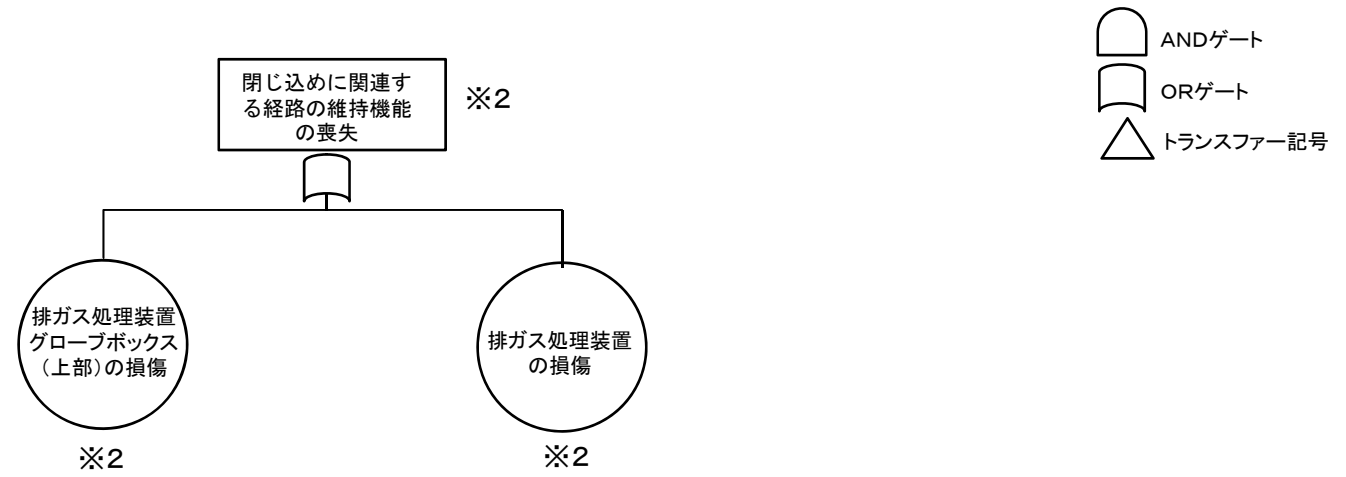 ANDゲート
ORゲート
トランスファー記号
閉じ込めに関連す
る経路の維持機能
の喪失
※2
排ガス処理装置
グローブボックス
(上部)の損傷
※2
排ガス処理装置
の損傷
※2